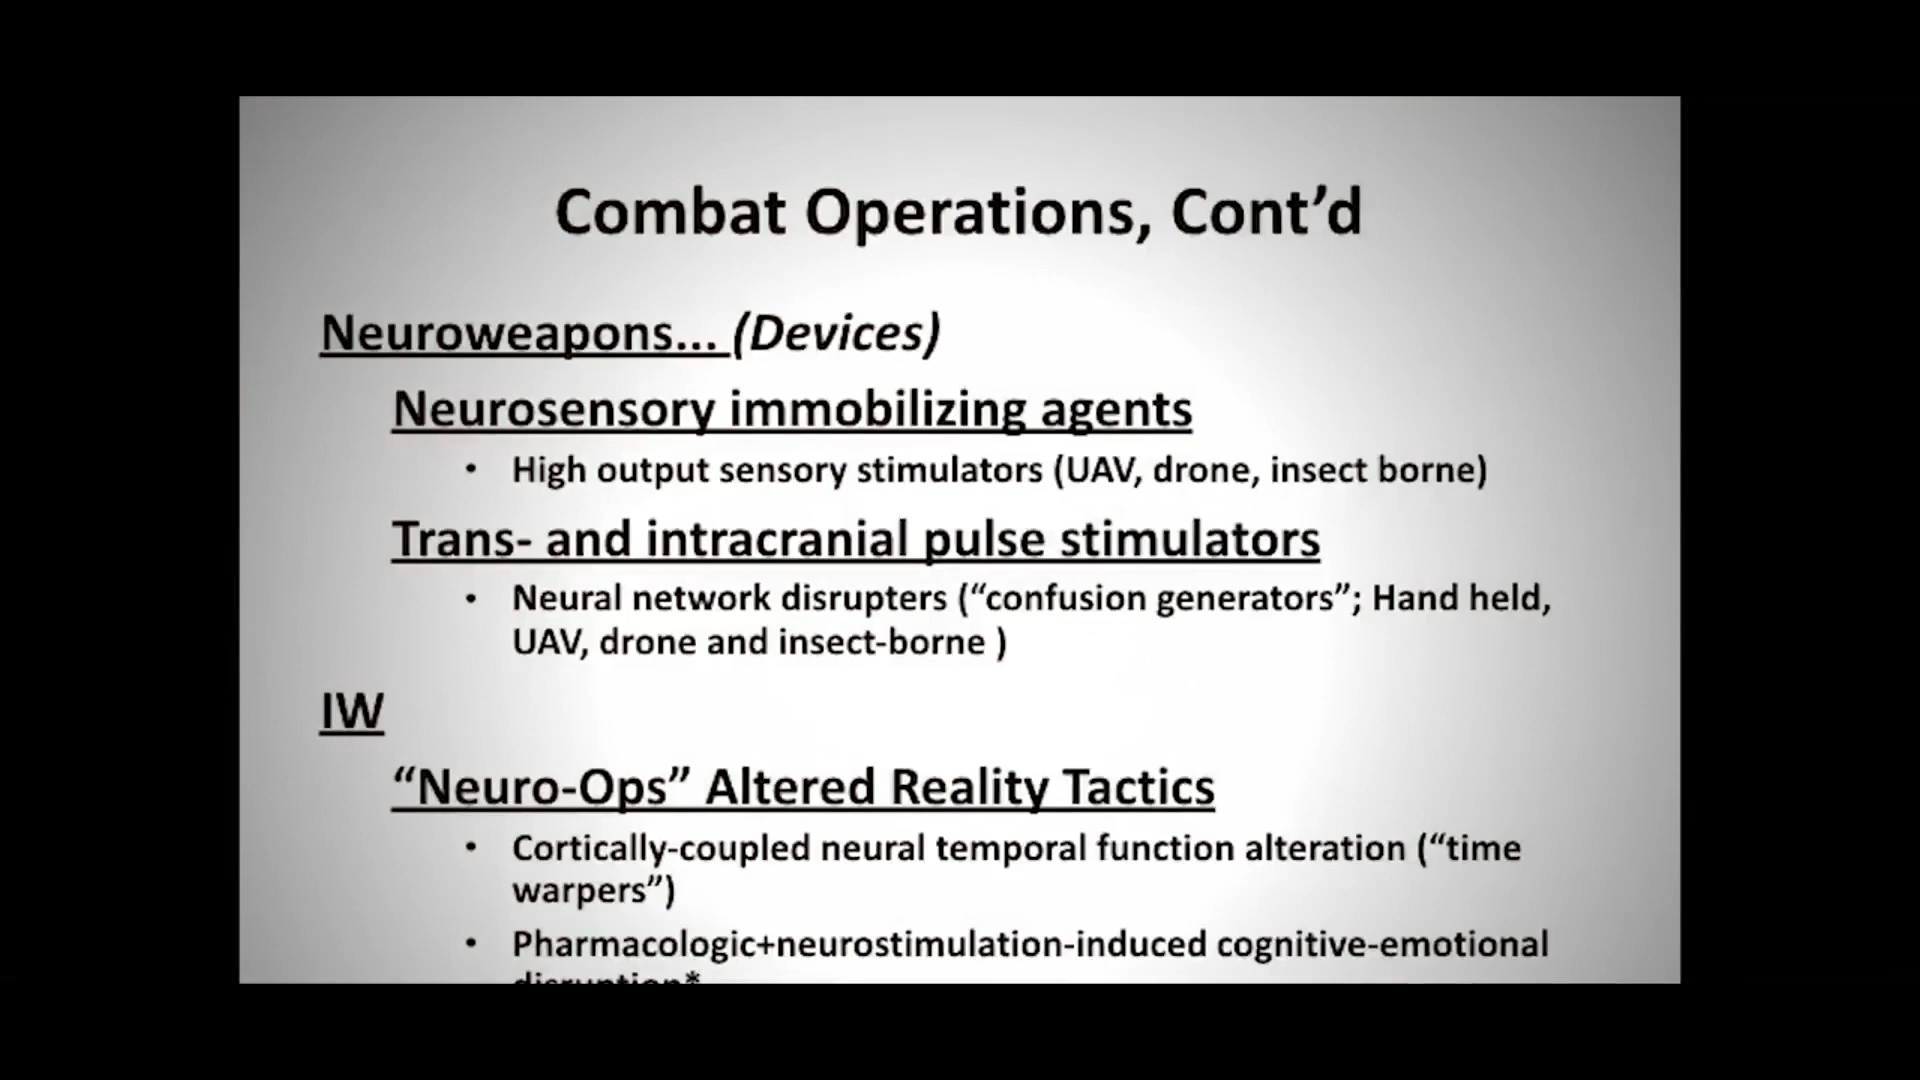 Combat Operations, Cont’d
Neuroweapons... (Devices)
Neurosensory immobilizing agents
• High output sensory stimulators (UAV, drone, insect borne)
Trans- and intracranial pulse stimulators
• Neural network disrupters (“confusion generators”; Hand held,
UAV, drone and insect-borne )
IW
“Neuro-Ops” Altered Reality Tactics
• Cortically-coupled neural temporal function alteration (“time
warpers”)
• Pharmacologic+neurostimulation-induced cognitive-emotional
disruption*